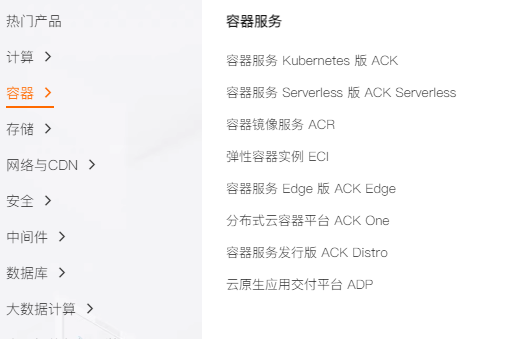 热门产品
计算
容器
存储
网络与CDN
安全
中间件
数据库
大数据计算
容器服务
容器服务 Kubernetes 版 ACK
容器服务 Serverless 版 ACK Serverless
容器镜像服务 ACR
弹性容器实例 ECI
容器服务 Edge 版 ACK Edge
分布式云容器平台 ACK One
容器服务发行版 ACK Distro
云原生应用交付平台 ADP